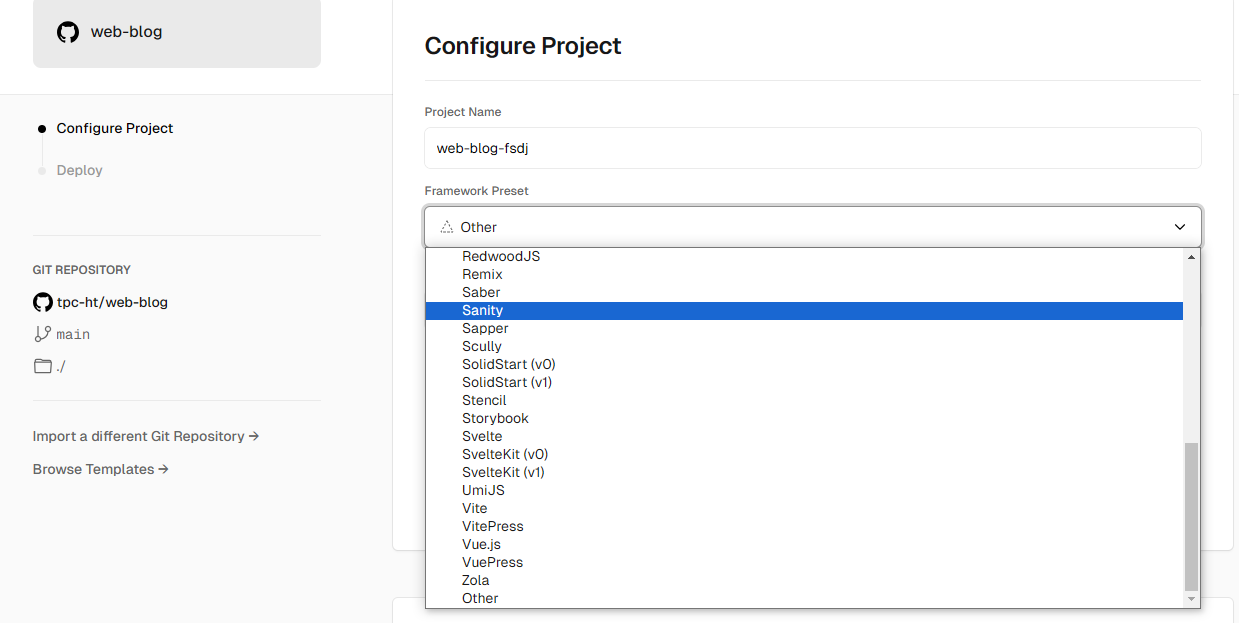 web-blog
Configure Project
Deploy
GIT REPOSITORY
tpc-ht/web-blog
main
./
Import a different Git Repository →
Browse Templates →
Configure Project
Project Name
web-blog-fsdj
Framework Preset
Other
RedwoodJS
Remix
Saber
Sanity
Sapper
Scully
SolidStart (v0)
SolidStart (v1)
Stencil
Storybook
Svelte
SvelteKit (v0)
SvelteKit (v1)
UmiJS
Vite
VitePress
Vue.js
VuePress
Zola
Other